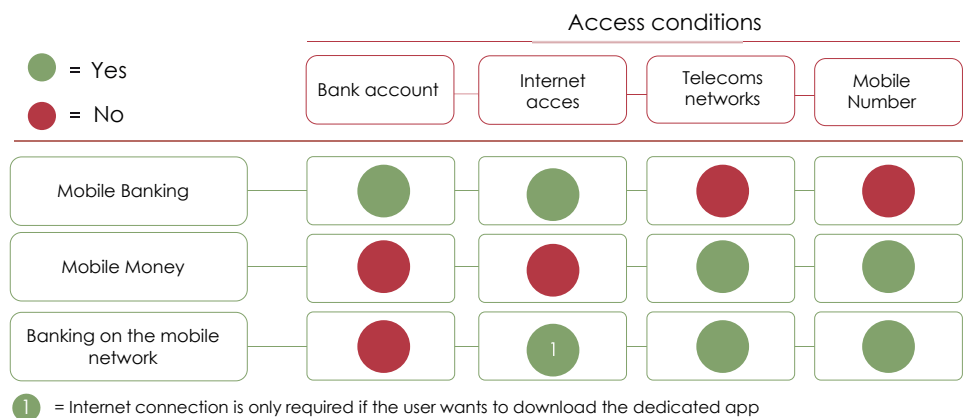 Access conditions
= Yes
= No
Bank account
Internet
acces
Telecoms
networks
Mobile
Number
Mobile Banking
Mobile Money
Banking on the mobile
network
1
1 = Internet connection is only required if the user wants to download the dedicated app